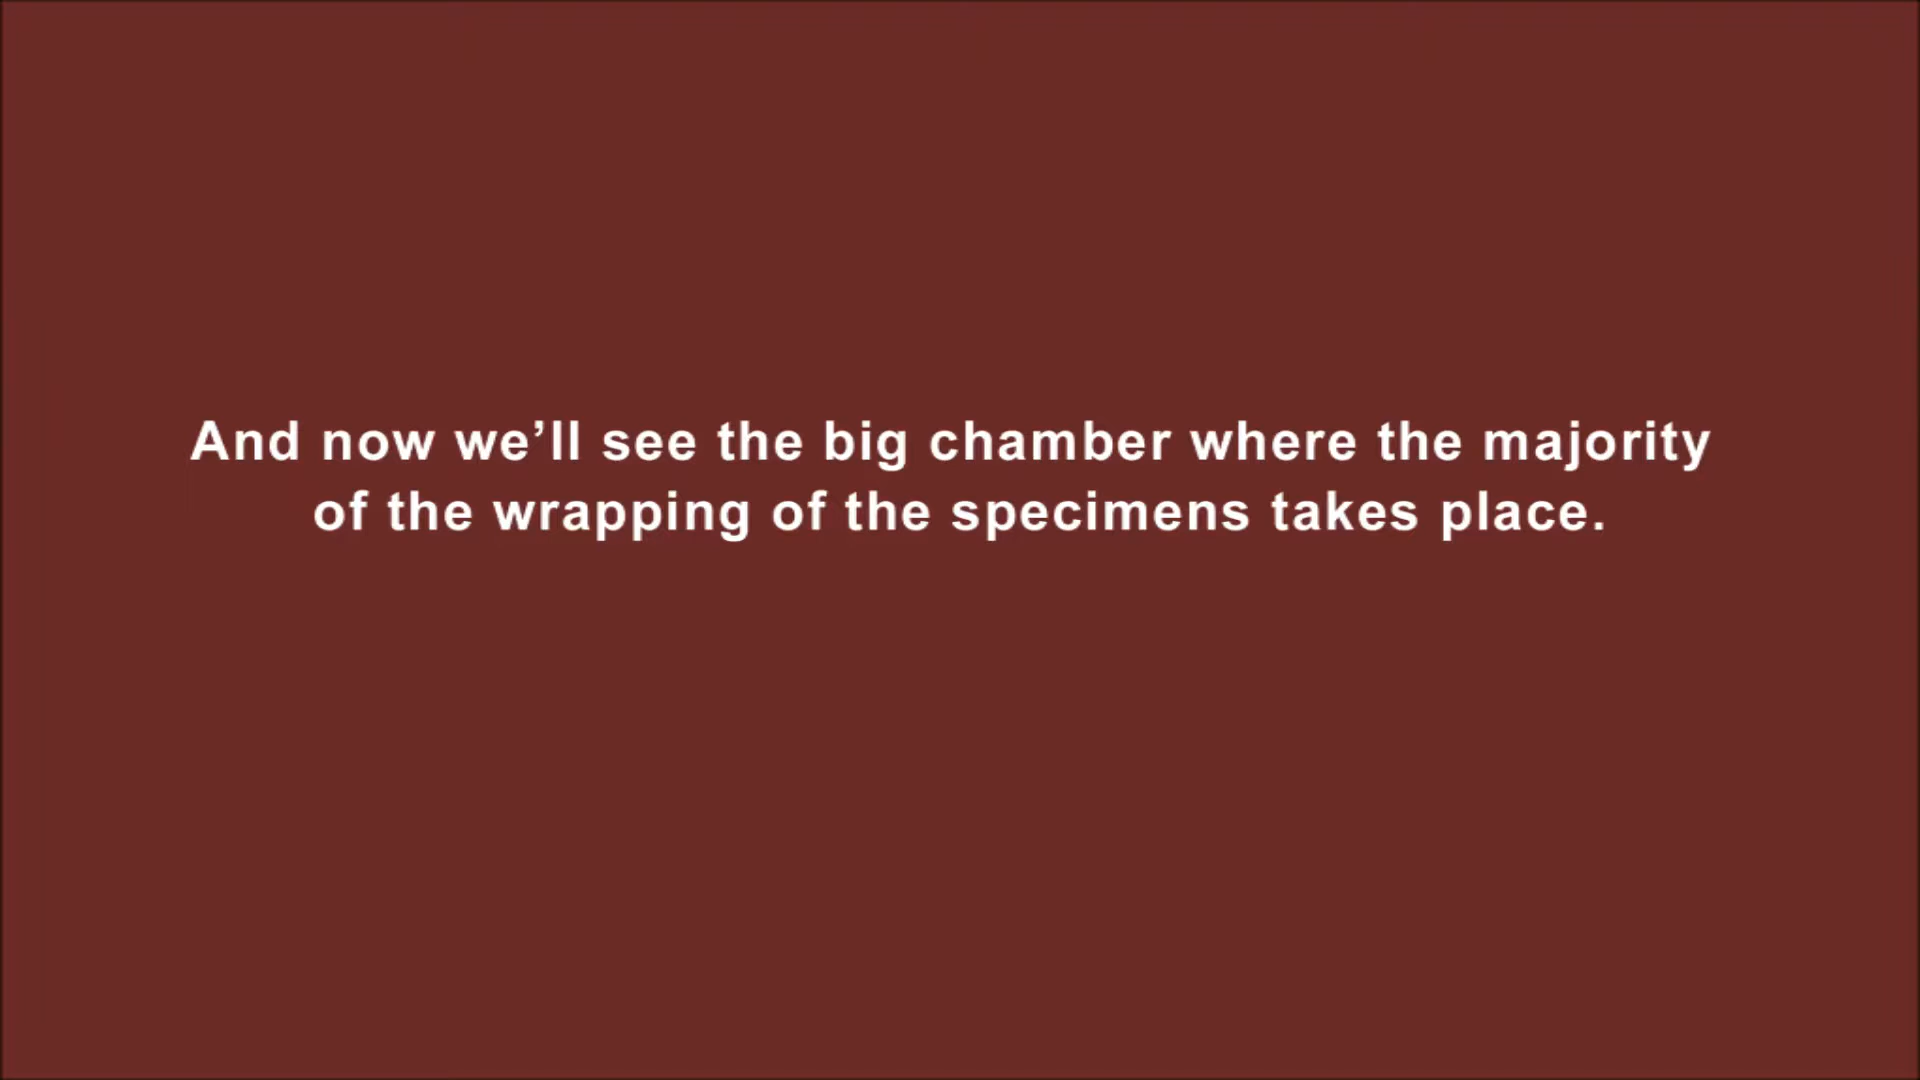 And now we’ll see the big chamber where the majority
of the wrapping of the specimens takes place.